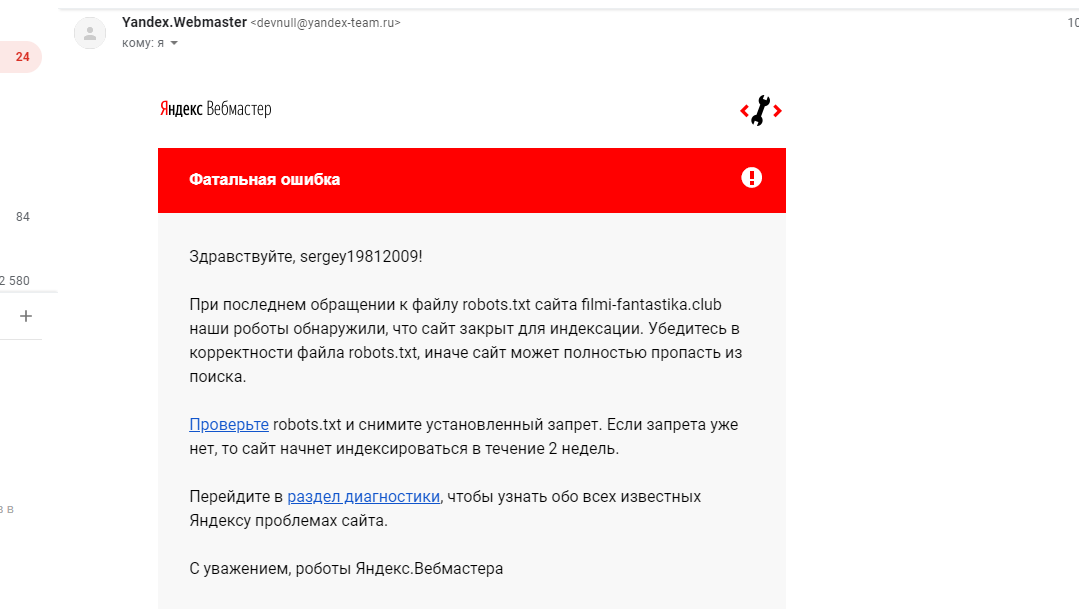 Yandex.Webmaster <devnull@yandex-team.ru>
10
кому: я
24
Яндекс Вебмастер
Фатальная ошибка
84
Здравствуйте, sergey19812009!
2 580
При последнем обращении к файлу robots.txt сайта filmi-fantastika.club
наши роботы обнаружили, что сайт закрыт для индексации. Убедитесь в
корректности файла robots.txt, иначе сайт может полностью пропасть из
поиска.
Проверьте robots.txt и снимите установленный запрет. Если запрета уже
нет, то сайт начнет индексироваться в течение 2 недель.
Перейдите в раздел диагностики, чтобы узнать обо всех известных
Яндексу проблемах сайта.
в в
С уважением, роботы Яндекс.Вебмастера